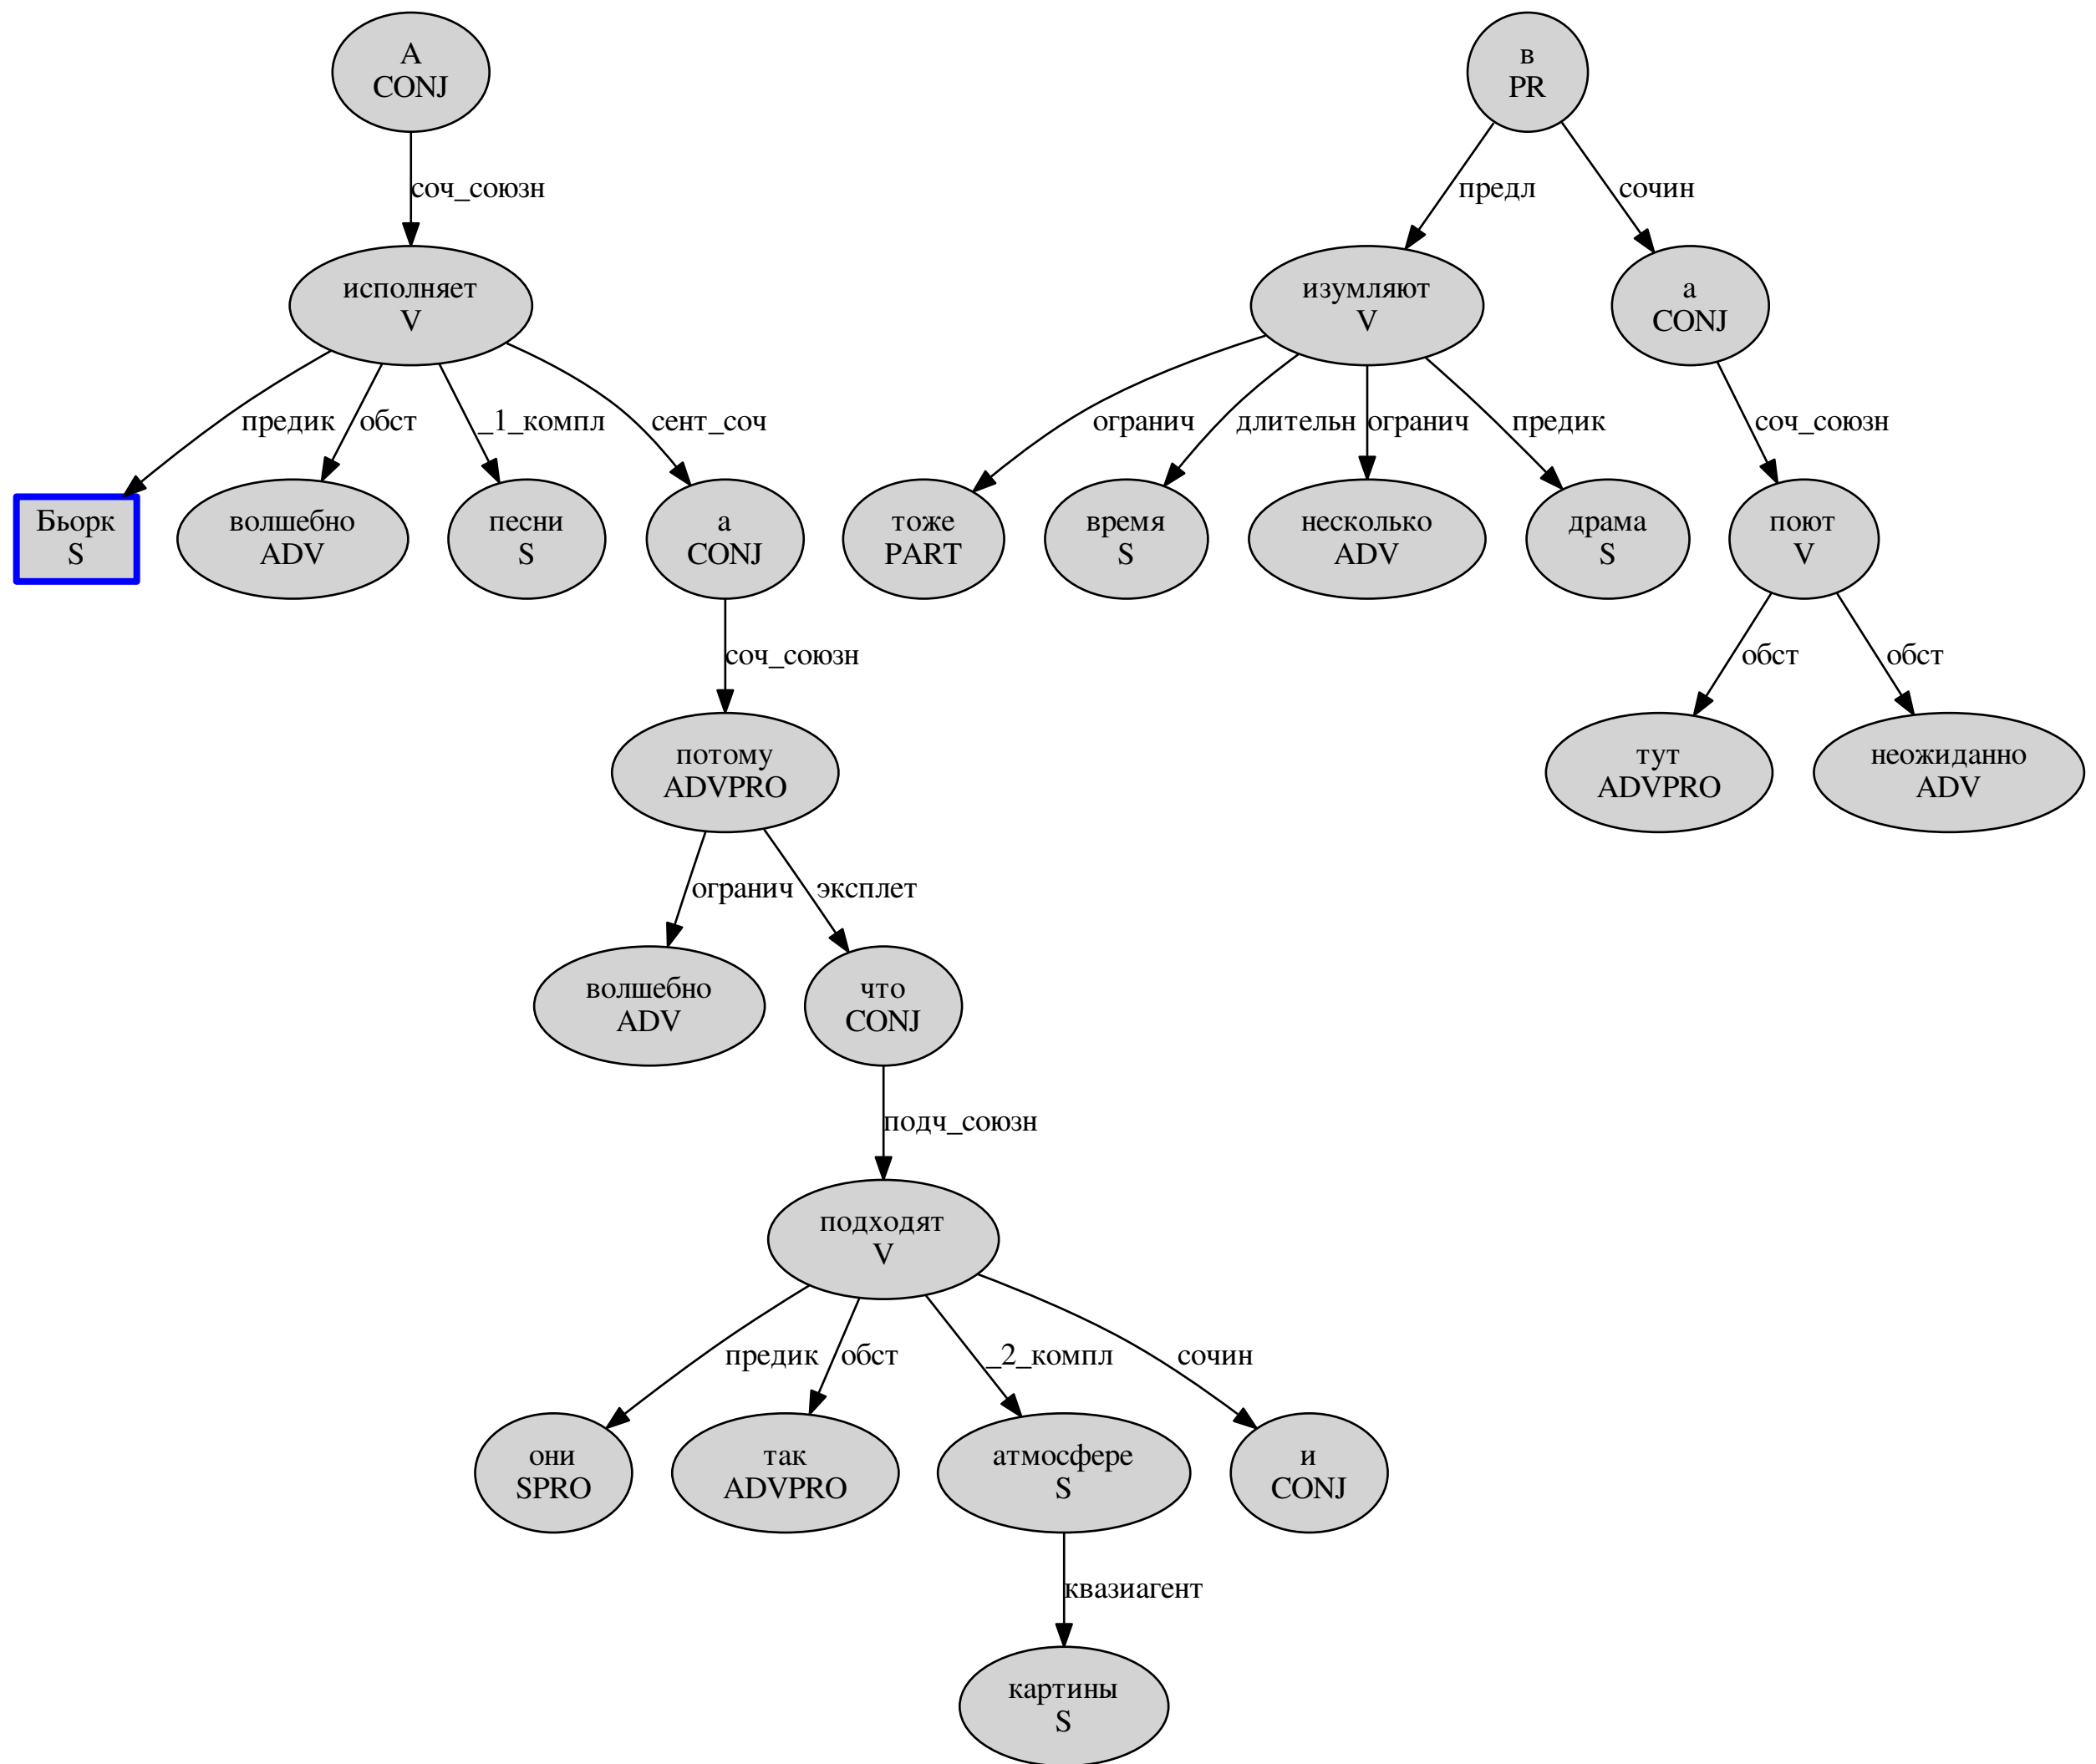 А
CONJ
в
PR
соч_союзн
предл
сочин
исполняет
V
изумляют
V
а
CONJ
предик
обст
_1_компл
сент_соч
огранич
длительн
огранич
предик
соч_союзн
Бьорк
S
волшебно
ADV
песни
S
а
CONJ
тоже
PART
время
S
несколько
ADV
драма
S
поют
V
соч_союзн
обст
обст
потому
ADVPRO
тут
ADVPRO
неожиданно
ADV
огранич
эксплет
волшебно
ADV
что
CONJ
подч_союзн
подходят
V
предик
обст
_2_компл
сочин
они
SPRO
так
ADVPRO
атмосфере
S
и
CONJ
квазиагент
картины
S